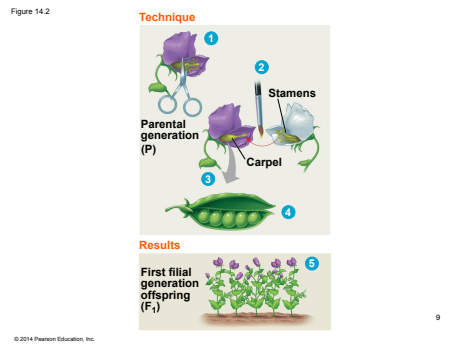 Figure 14.2
Technique
1
2
Stamens
Parental
generation
(P)
Carpel
3
4
Results
5
First filial
generation
offspring
(F₁)
9
© 2014 Pearson Education, Inc.